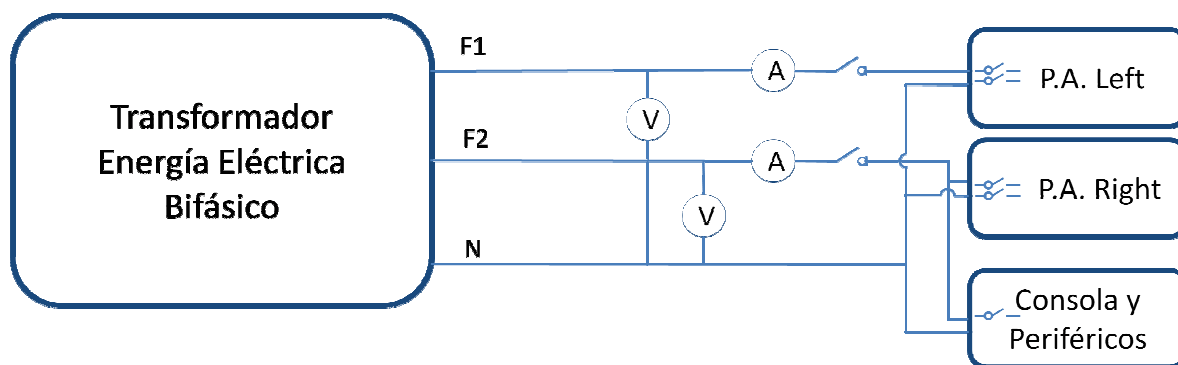 Transformador
Energía Eléctrica
Bifásico
F1
A
V
F2
A
V
N
P.A. Left
P.A. Right
Consola y
Periféricos